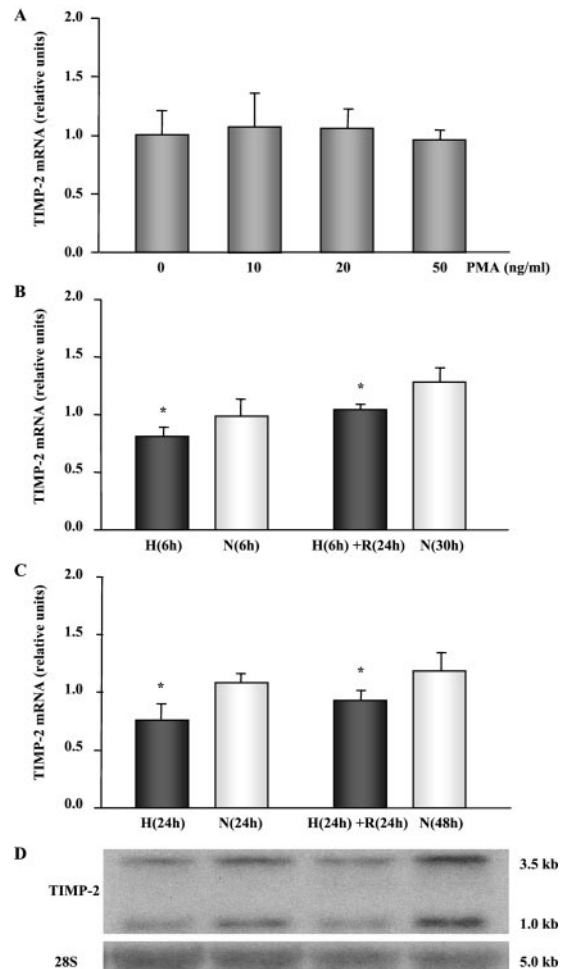 A
TIMP-2 mRNA (relative units)
2.0
1.5
1.0
0.5
0.0
0 10 20 50 PMA (ng/ml)
B
TIMP-2 mRNA (relative units)
2.0
1.5
1.0
0.5
0.0
* *
H(6h) N(6h) H(6h) +R(24h) N(30h)
C
TIMP-2 mRNA (relative units)
2.0
1.5
1.0
0.5
0.0
* *
H(24h) N(24h) H(24h) +R(24h) N(48h)
D
TIMP-2
3.5 kb
1.0 kb
28S 5.0 kb